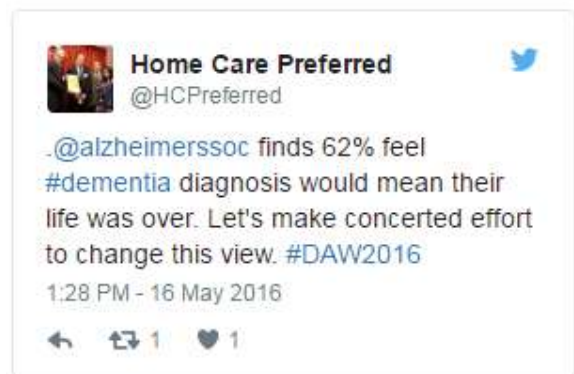 Home Care Preferred
@HCPreferred
.@alzheimerssoc finds 62% feel
#dementia diagnosis would mean their
life was over. Let's make concerted effort
to change this view. #DAW2016
1:28 PM - 16 May 2016
1 1